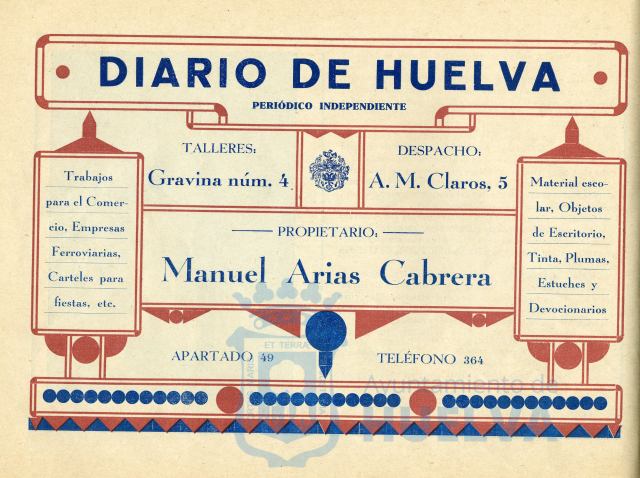 DIARIO DE HUELVA
PERIÓDICO INDEPENDIENTE
TALLERES:
Gravina núm. 4
DESPACHO:
A. M. Claros, 5
Trabajos
para el Comer-
cio, Empresas
Ferroviarias,
Carteles para
fiestas, etc.
PROPIETARIO:
Manuel Arias Cabrera
Material esco-
lar, Objetos
de Escritorio,
Tinta, Plumas,
Estuches y
Devocionarios
APARTADO 49
TELÉFONO 364
ET TERRA
Ayuntamiento de
HUELVA